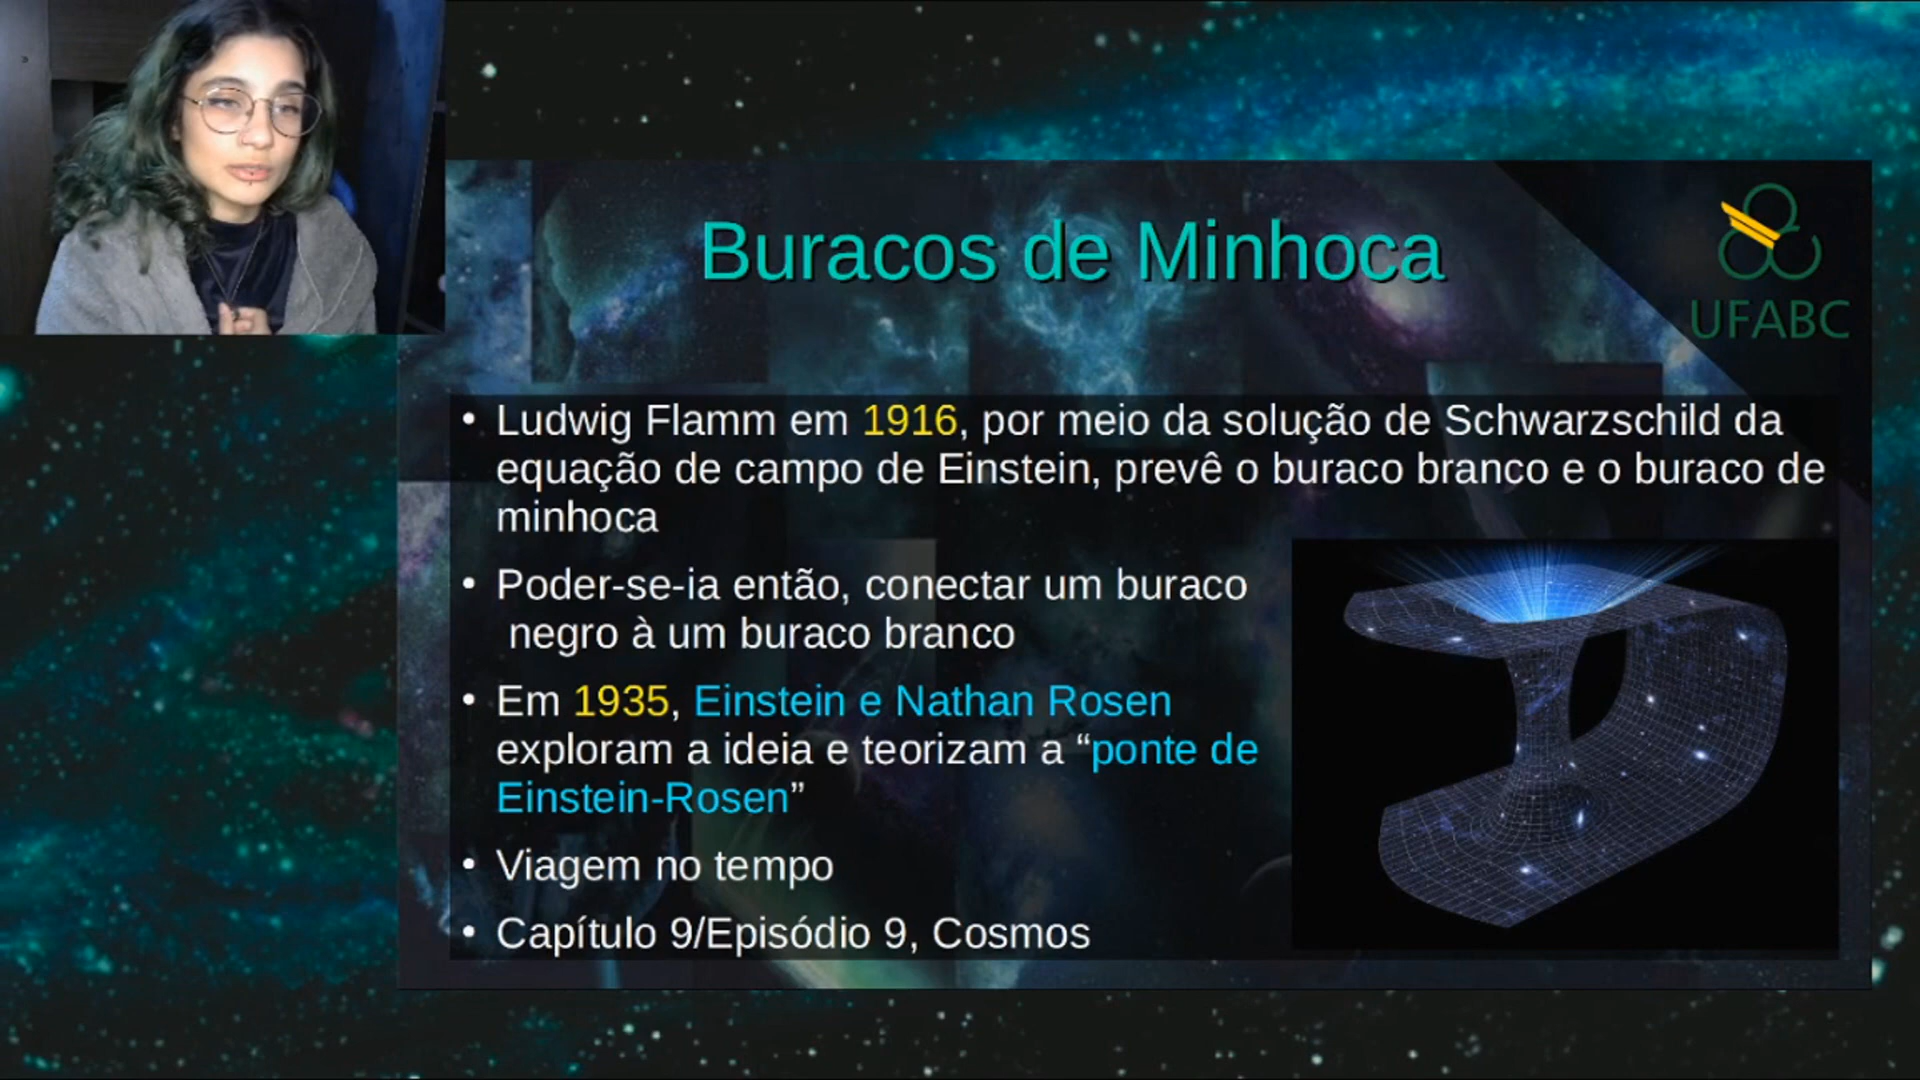 Buracos de Minhoca
UFABC
• Ludwig Flamm em 1916, por meio da solução de Schwarzschild da
equação de campo de Einstein, prevê o buraco branco e o buraco de
minhoca
• Poder-se-ia então, conectar um buraco
negro à um buraco branco
• Em 1935, Einstein e Nathan Rosen
exploram a ideia e teorizam a “ponte de
Einstein-Rosen”
• Viagem no tempo
• Capítulo 9/Episódio 9, Cosmos